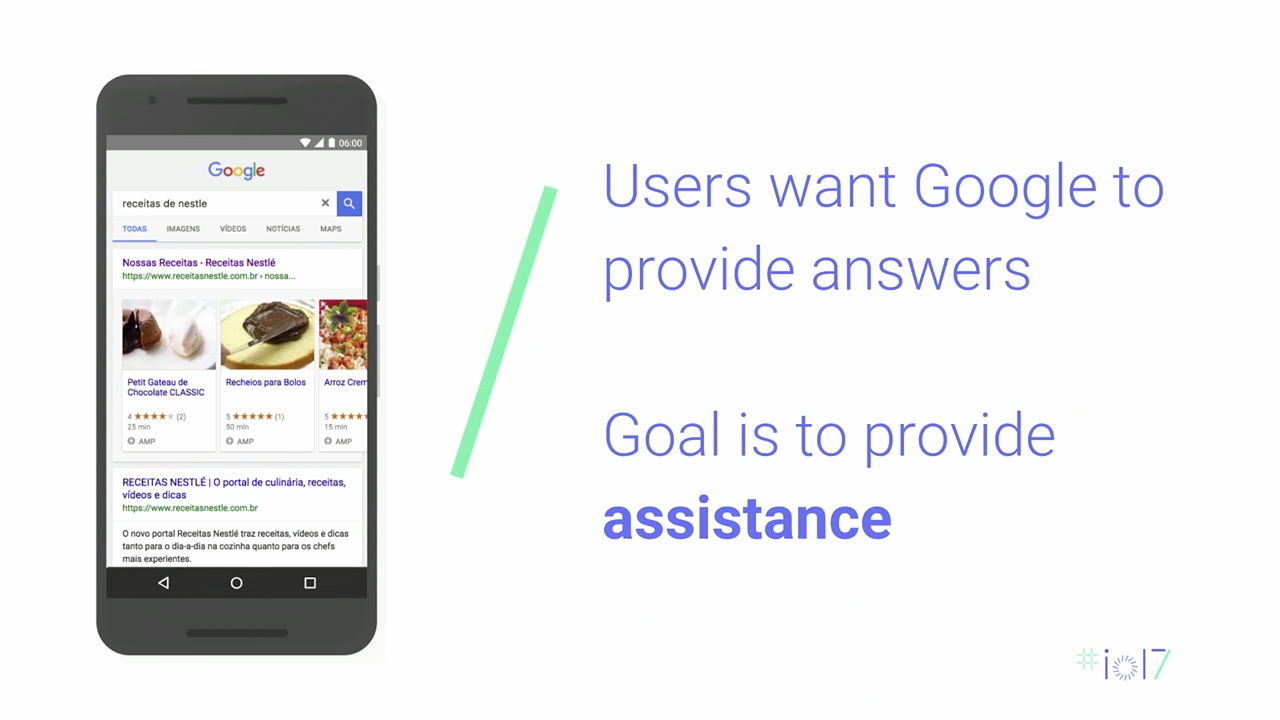 06:00
Google
receitas de nestle
TODAS IMAGENS VÍDEOS NOTÍCIAS MAPS
Nossas Receitas - Receitas Nestlé
https://www.receitasnestle.com.br › nossa...
Petit Gateau de
Chocolate CLASSIC
4 ★★★★★ (2)
25 min
AMP
Recheios para Bolos
5 ★★★★★ (1)
50 min
AMP
Arroz Crem
5 ★★★★
15 min
AMP
RECEITAS NESTLÉ | O portal de culinária, receitas,
vídeos e dicas
https://www.receitasnestle.com.br
O novo portal Receitas Nestlé traz receitas, vídeos e dicas
tanto para o dia-a-dia na cozinha quanto para os chefs
mais experientes.
Users want Google to
provide answers
Goal is to provide
assistance
#io17